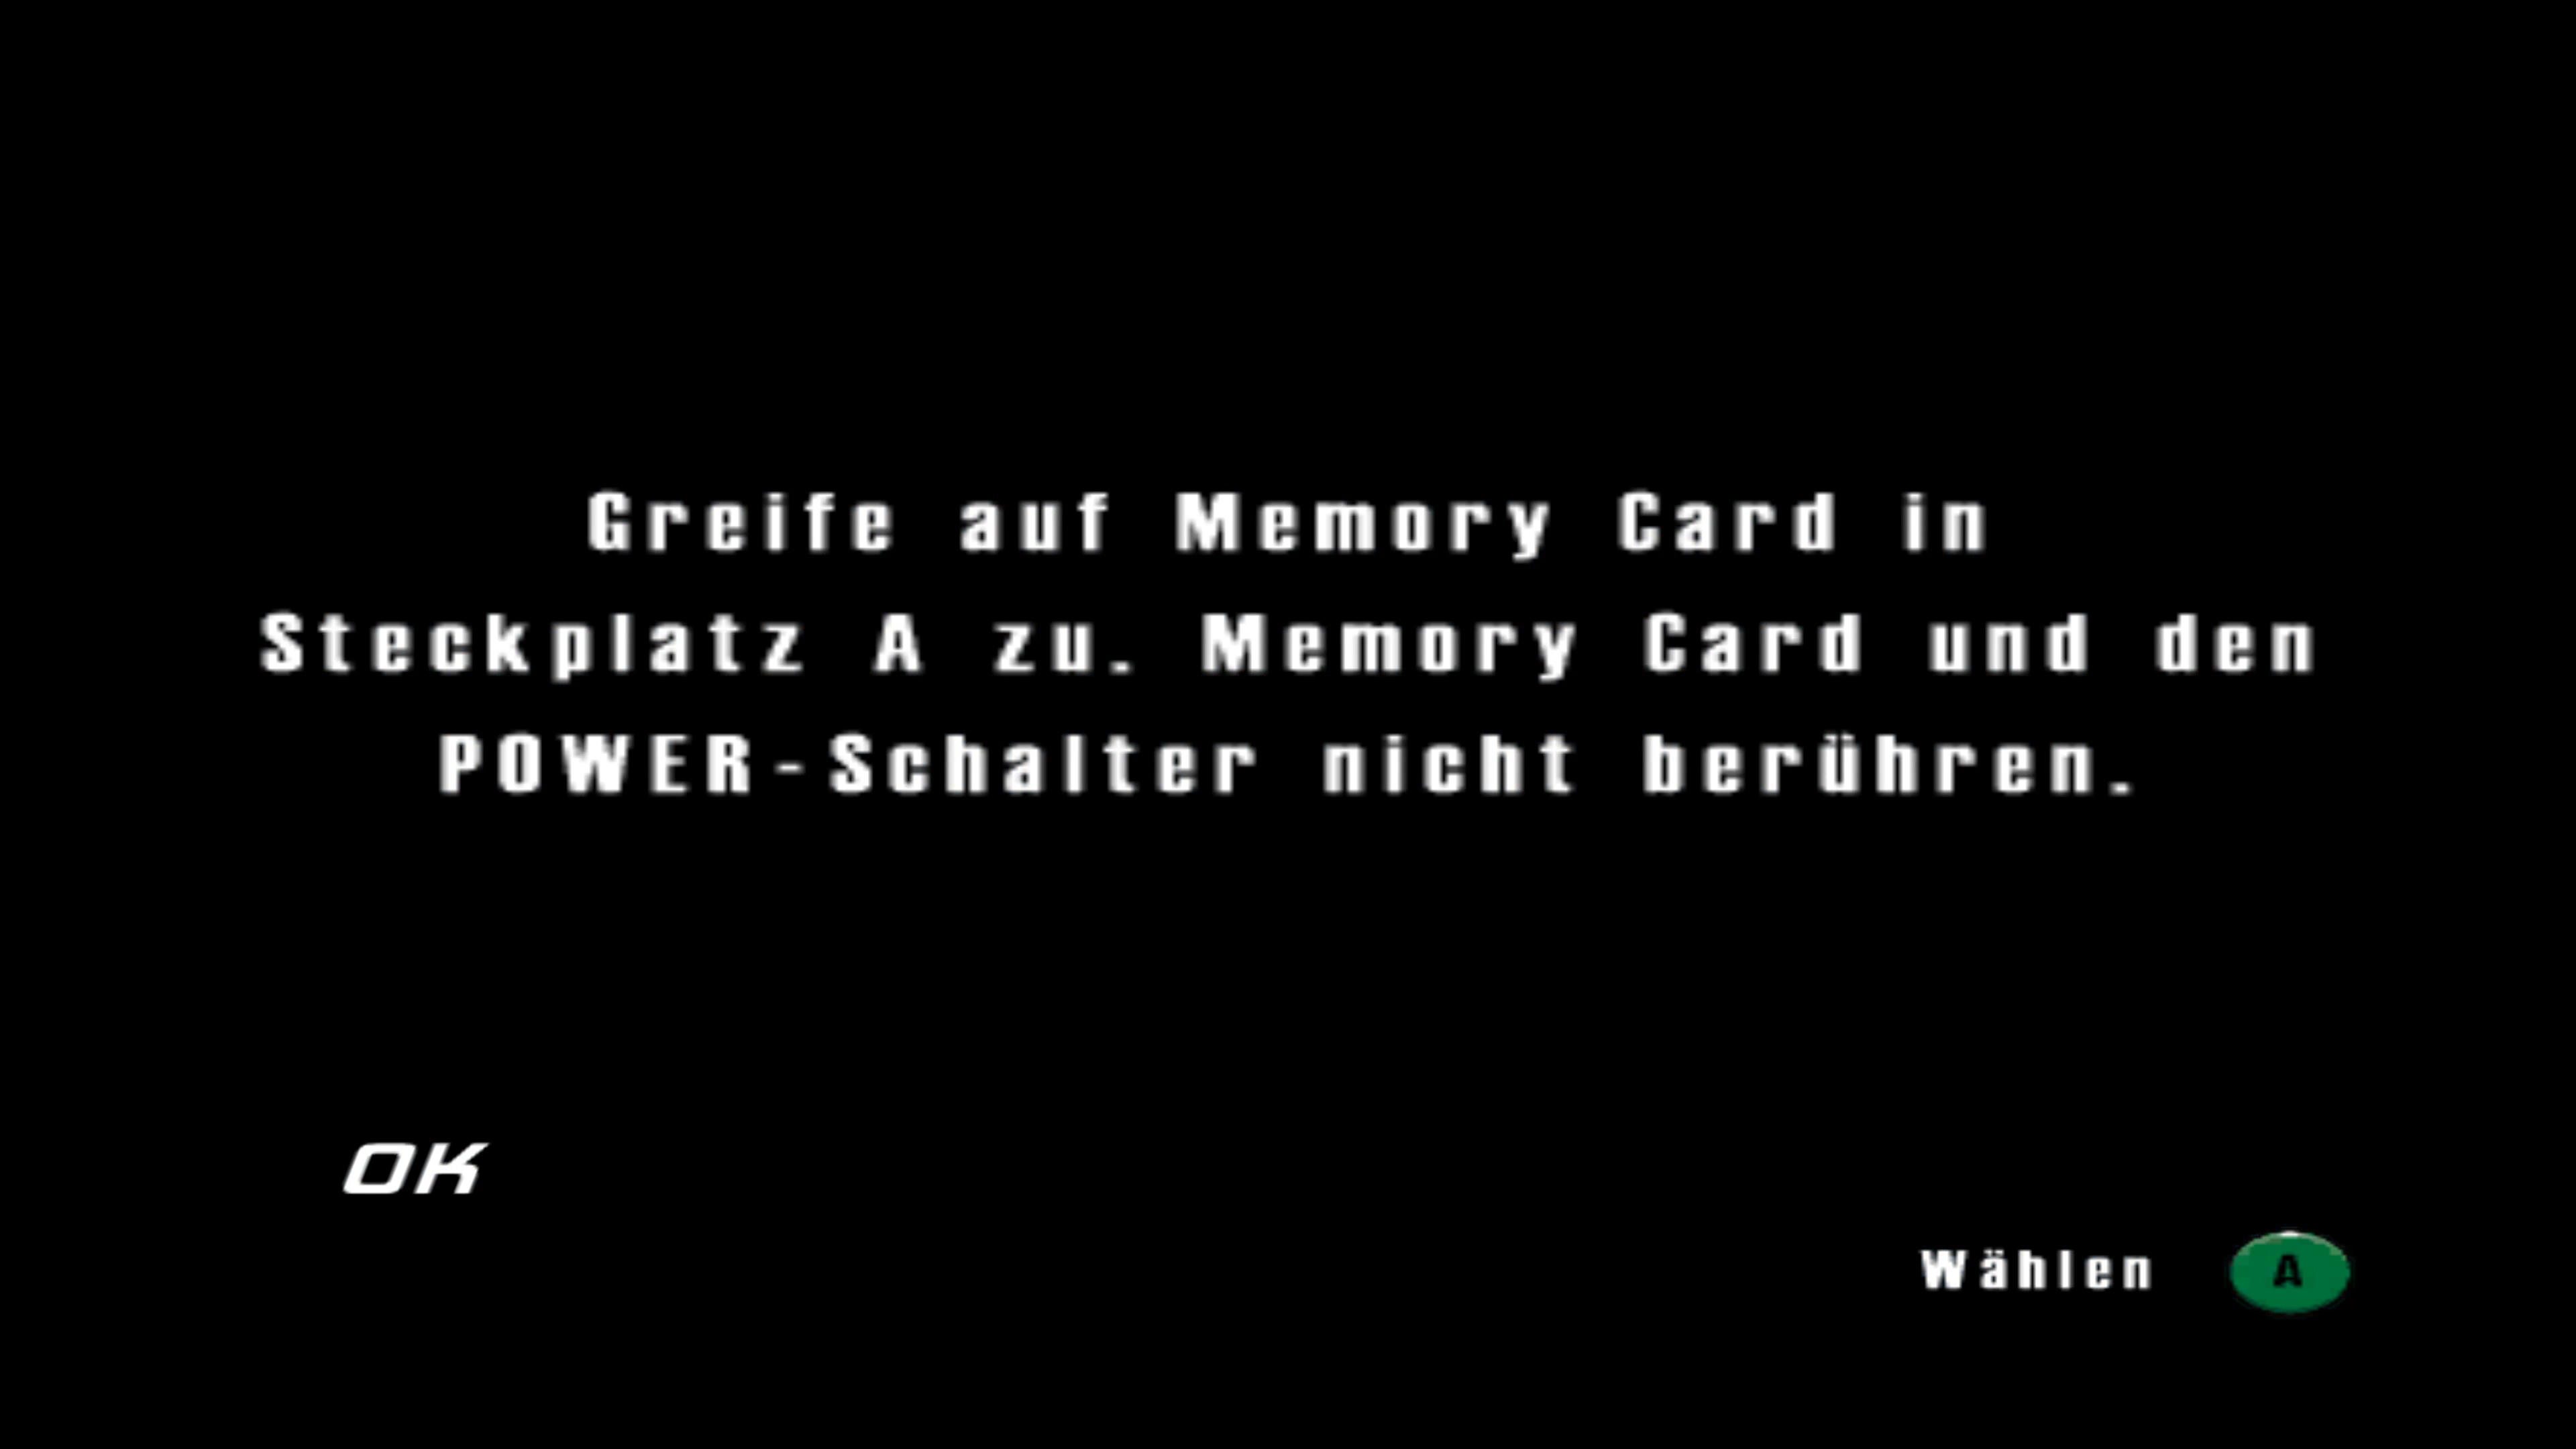 Greife auf Memory Card in
Steckplatz A zu. Memory Card und den
POWER-Schalter nicht berühren.
OK
Wählen A